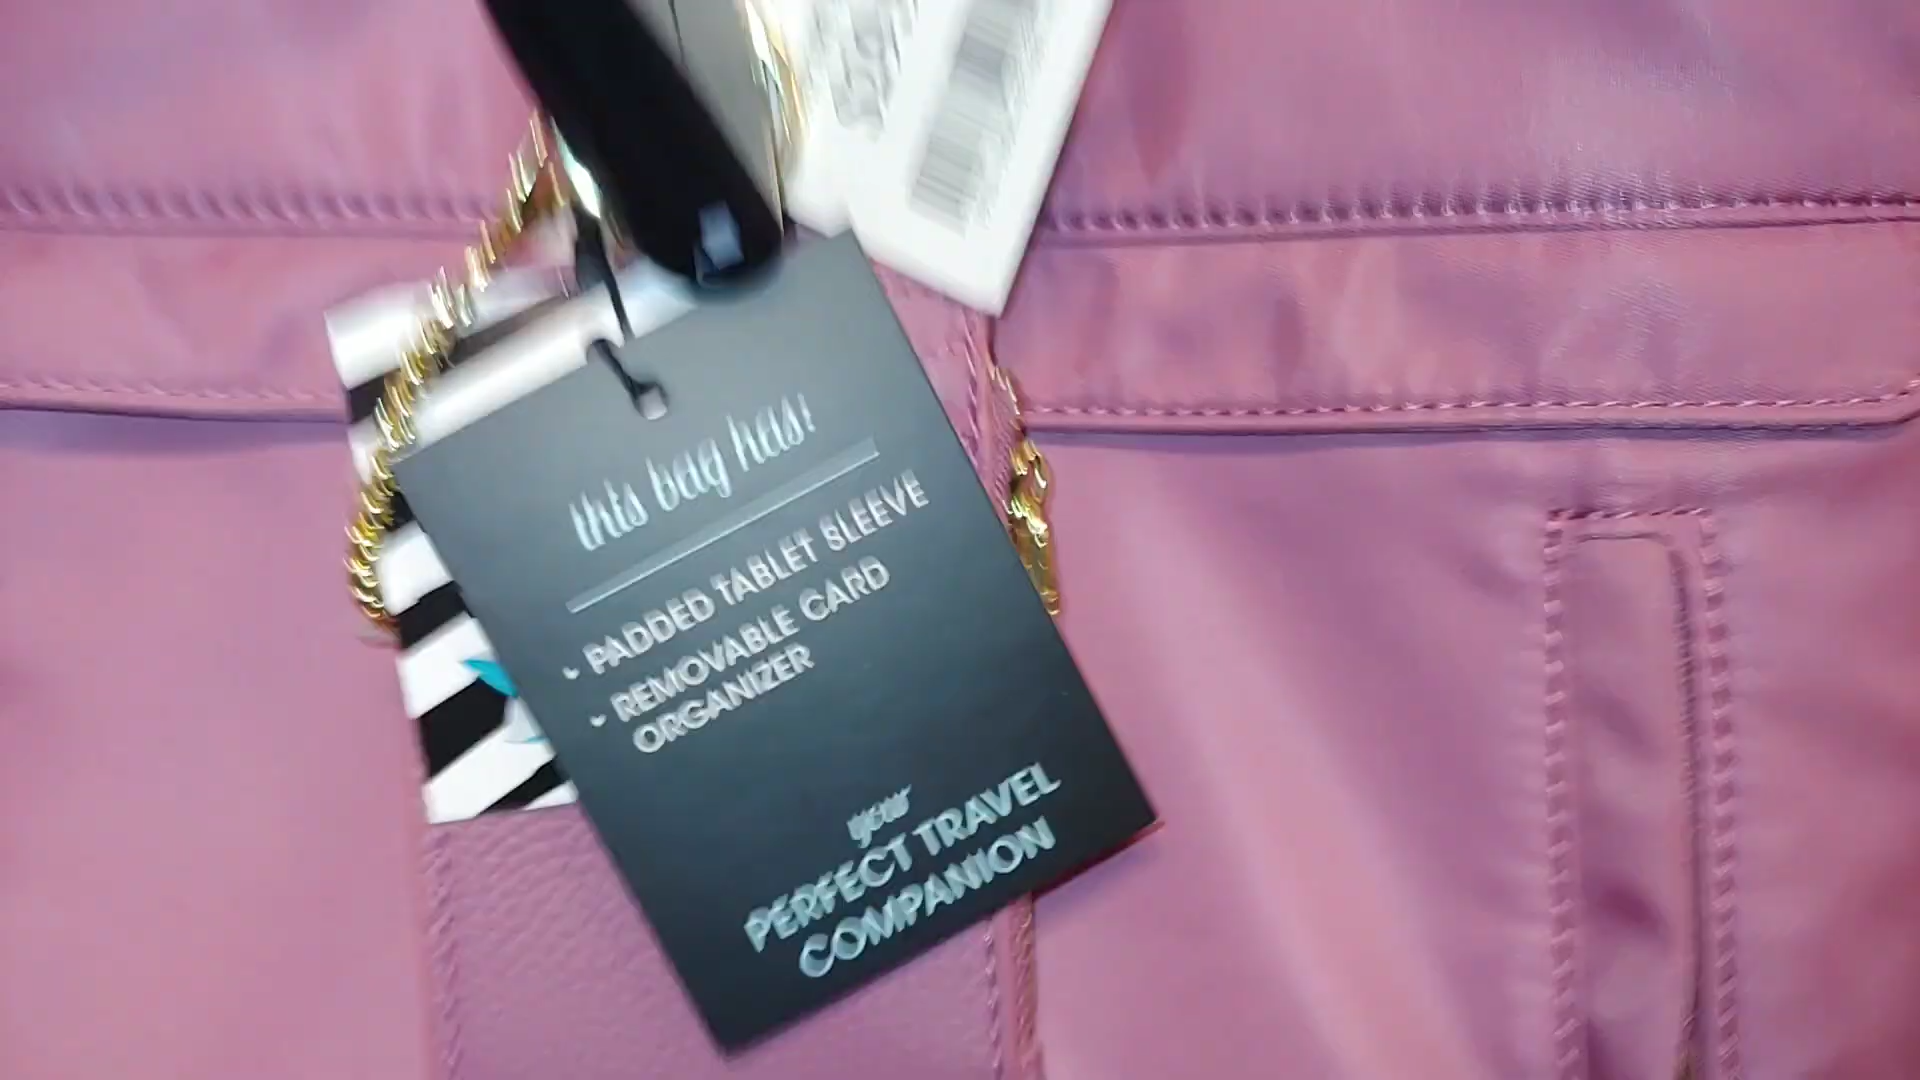 this bag has!
PADDED TABLET SLEEVE
REMOVABLE CARD
ORGANIZER
your
PERFECT TRAVEL
COMPANION